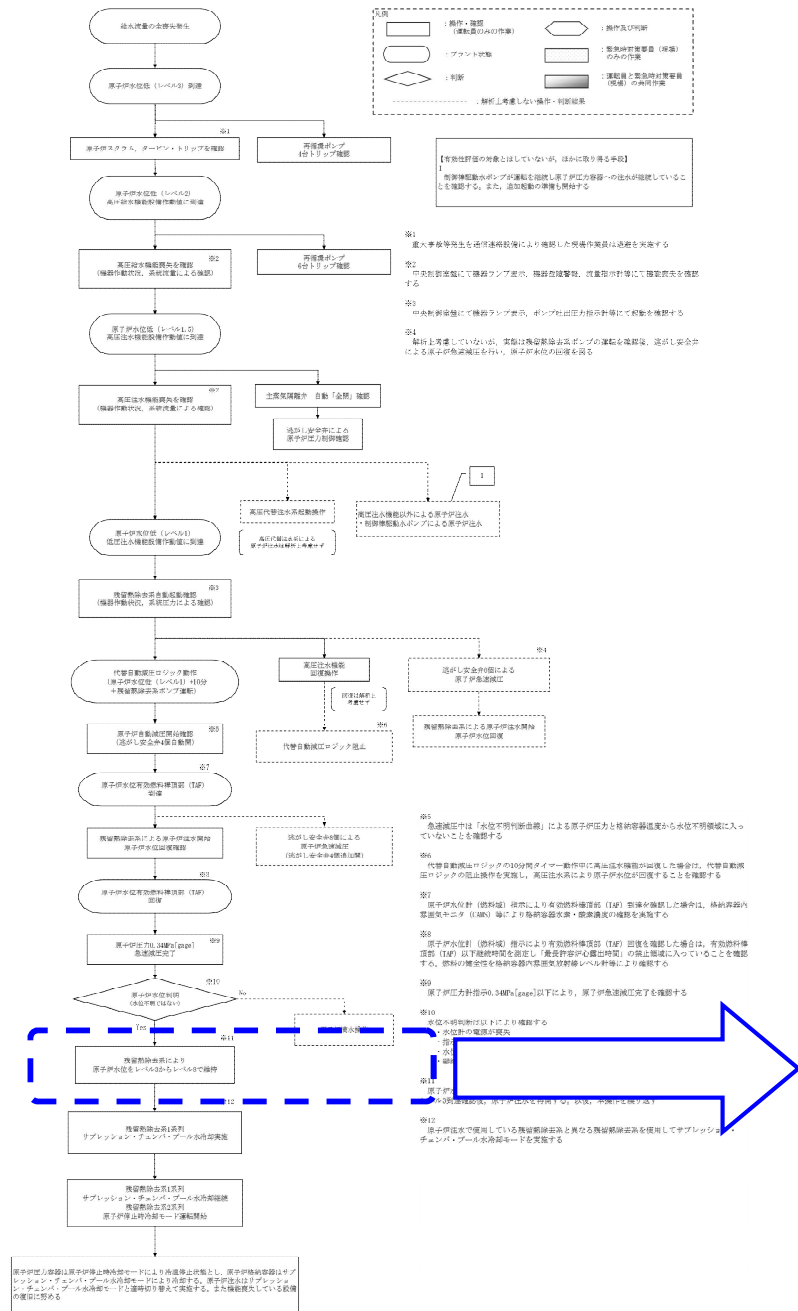 給水流量の全喪失発生
凡例
：操作・確認
（運転員のみの作業）
：操作及び判断
：プラント状態
：緊急時対策要員（現場）
のみの作業
：判断
：運転員と緊急時対策要員
（現場）の共同作業
：解析上考慮しない操作・判断結果
原子炉水位低（レベル3）到達
※1
原子炉スクラム，タービン・トリップを確認
再循環ポンプ
4台トリップ確認
【有効性評価の対象とはしていないが，ほかに取り得る手段】
Ⅰ
制御棒駆動水ポンプが運転を継続し原子炉圧力容器への注水が継続しているこ
とを確認する。また，追加起動の準備も開始する
原子炉水位低（レベル2）
高圧給水機能設備作動値に到達
※2
高圧給水機能喪失を確認
（機器作動状況，系統流量による確認）
再循環ポンプ
6台トリップ確認
※1
重大事故等発生を通信連絡設備により確認した現場作業員は退避を実施する
※2
中央制御室盤にて機器ランプ表示，機器故障警報，流量指示計等にて機能喪失を確認
する
※3
中央制御室盤にて機器ランプ表示，ポンプ吐出圧力指示計等にて起動を確認する
※4
解析上考慮していないが，実態は残留熱除去系ポンプの運転を確認後，逃がし安全弁
による原子炉急速減圧を行い，原子炉水位の回復を図る
原子炉水位低（レベル1.5）
高圧注水機能設備作動値に到達
※2
高圧注水機能喪失を確認
（機器作動状況，系統流量による確認）
主蒸気隔離弁　自動「全閉」確認
逃がし安全弁による
原子炉圧力制御確認
Ⅰ
高圧代替注水系起動操作
高圧代替注水系による
原子炉注水は解析上考慮せず
高圧注水機能以外による原子炉注水
・制御棒駆動水ポンプによる原子炉注水
原子炉水位低（レベル1）
低圧注水機能設備作動値に到達
※3
残留熱除去系自動起動確認
（機器作動状況，系統圧力による確認）
代替自動減圧ロジック動作
（原子炉水位低（レベル1）+10分
+残留熱除去系ポンプ運転）
高圧注水機能
回復操作
回復は解析上
考慮せず
※4
逃がし安全弁8個による
原子炉急速減圧
残留熱除去系による原子炉注水開始
原子炉水位回復
※5
原子炉自動減圧開始確認
（逃がし安全弁4個自動開）
※6
代替自動減圧ロジック阻止
※7
原子炉水位有効燃料棒頂部（TAF）
到達
残留熱除去系による原子炉注水開始
原子炉水位回復確認
逃がし安全弁8個による
原子炉急速減圧
（逃がし安全弁4個追加開）
※8
原子炉水位有効燃料棒頂部（TAF）
回復
※9
原子炉圧力0.34MPa[gage]
急速減圧完了
※10
原子炉水位判明
（水位不明ではない）
No
Yes
※11
残留熱除去系により
原子炉水位をレベル3からレベル8で維持
※12
残留熱除去系1系列
サプレッション・チェンバ・プール水冷却実施
残留熱除去系1系列
サプレッション・チェンバ・プール水冷却継続
残留熱除去系2系列
原子炉停止時冷却モード運転開始
原子炉圧力容器は原子炉停止時冷却モードにより冷温停止状態とし，原子炉格納容器はサプ
レッション・チェンバ・プール水冷却モードにより冷却する。原子炉注水はサプレッショ
ン・チェンバ・プール水冷却モードと適時切り替えて実施する。また機能喪失している設備
の復旧に努める
※5
急速減圧中は「水位不明判断曲線」による原子炉圧力と格納容器温度から水位不明領域に入っ
ていないことを確認する
※6
代替自動減圧ロジックの10分間タイマー動作中に高圧注水機能が回復した場合は，代替自動減
圧ロジックの阻止操作を実施し，高圧注水系により原子炉水位が回復することを確認する
※7
原子炉水位計（燃料域）指示により有効燃料棒頂部（TAF）到達を確認した場合は，格納容器内
雰囲気モニタ（CAMS）等により格納容器水素・酸素濃度の確認を実施する
※8
原子炉水位計（燃料域）指示により有効燃料棒頂部（TAF）回復を確認した場合は，有効燃料棒
頂部（TAF）以下継続時間を測定し「最長許容炉心露出時間」の禁止領域に入っていることを確認
する。燃料の健全性を格納容器内雰囲気放射線レベル計等により確認する
※9
原子炉圧力計指示0.34MPa[gage]以下により，原子炉急速減圧完了を確認する
※10
水位不明判断は以下により確認する
・水位計の電源が喪失
・指示
・水位
※11
原子炉水
ル3到達確認後，原子炉注水を再開する。以後，本操作を繰り返す
※12
原子炉注水で使用している残留熱除去系と異なる残留熱除去系を使用してサプレッション・
チェンバ・プール水冷却モードを実施する